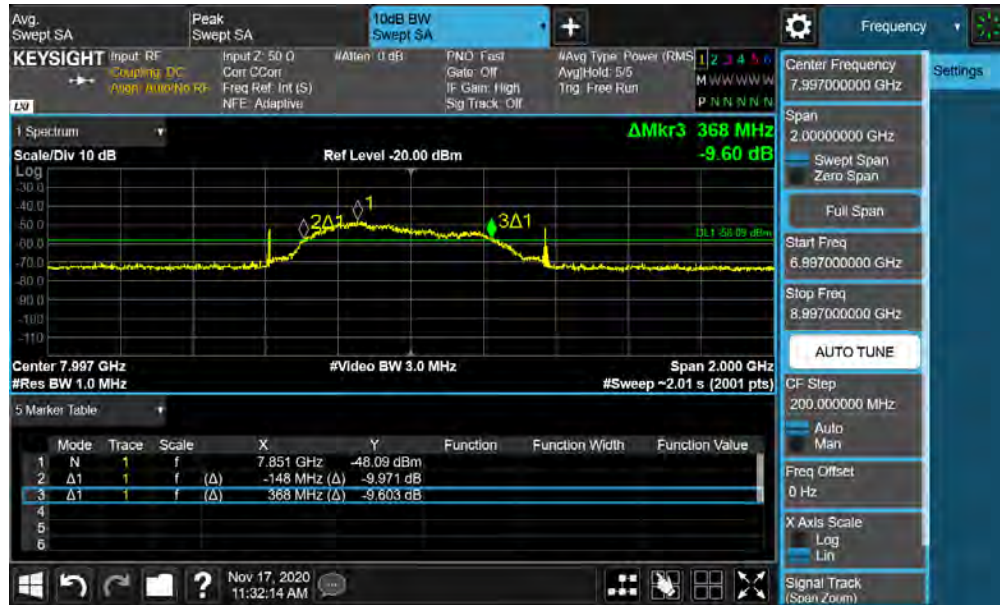 Avg.
Swept SA
Peak
Swept SA
10dB BW
Swept SA
+
Frequency
KEYSIGHT
Input: RF
Coupling: DC
Align: Auto/No RF
Input Z: 50 Ω
Corr CCorr
Freq Ref: Int (S)
NFE: Adaptive
#Atten: 0 dB
PNO: Fast
Gate: Off
IF Gain: High
Sig Track: Off
#Avg Type: Power (RMS
Avg|Hold: 5/5
Trig: Free Run
1 2 3 4 5 6
M W W W W W
P N N N N N
LXI
1 Spectrum
ΔMkr3 368 MHz
-9.60 dB
Scale/Div 10 dB
Ref Level -20.00 dBm
Log
-30.0
-40.0
-50.0
-60.0
-70.0
-80.0
-90.0
-100
-110
1
2Δ1
3Δ1
DL1 -58.09 dBm
Center 7.997 GHz
#Video BW 3.0 MHz
Span 2.000 GHz
#Res BW 1.0 MHz
#Sweep ~2.01 s (2001 pts)
5 Marker Table
Mode Trace Scale X Y Function Function Width Function Value
1 N 1 f 7.851 GHz -48.09 dBm
2 Δ1 1 f (Δ) -148 MHz (Δ) -9.971 dB
3 Δ1 1 f (Δ) 368 MHz (Δ) -9.603 dB
4
5
6
Nov 17, 2020
11:32:14 AM
?
Center Frequency
7.997000000 GHz
Settings
Span
2.00000000 GHz
Swept Span
Zero Span
Full Span
Start Freq
6.997000000 GHz
Stop Freq
8.997000000 GHz
AUTO TUNE
CF Step
200.000000 MHz
Auto
Man
Freq Offset
0 Hz
X Axis Scale
Log
Lin
Signal Track
(Span Zoom)